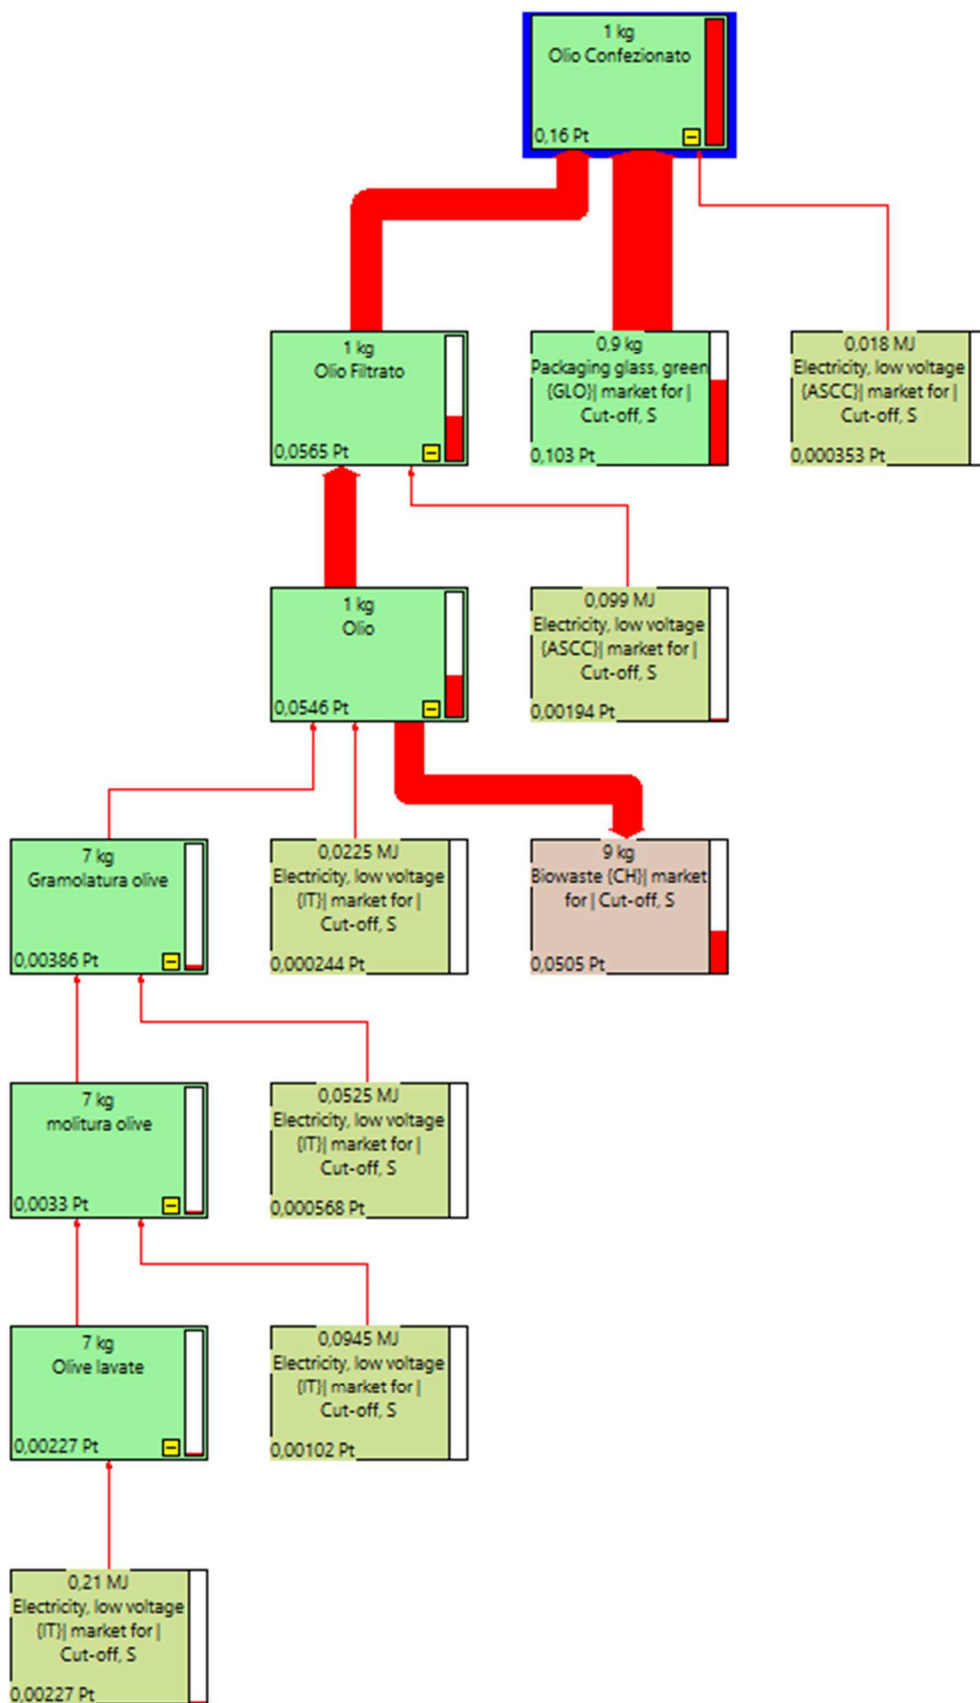 1 kg
Olio Confezionato
0,16 Pt
1 kg
Olio Filtrato
0,0565 Pt
0,9 kg
Packaging glass, green
{GLO}| market for |
Cut-off, S
0,103 Pt
0,018 MJ
Electricity, low voltage
{ASCC}| market for |
Cut-off, S
0,000353 Pt
1 kg
Olio
0,0546 Pt
0,099 MJ
Electricity, low voltage
{ASCC}| market for |
Cut-off, S
0,00194 Pt
7 kg
Gramolatura olive
0,00386 Pt
0,0225 MJ
Electricity, low voltage
{IT}| market for |
Cut-off, S
0,000244 Pt
9 kg
Biowaste {CH}| market
for | Cut-off, S
0,0505 Pt
7 kg
molitura olive
0,0033 Pt
0,0525 MJ
Electricity, low voltage
{IT}| market for |
Cut-off, S
0,000568 Pt
7 kg
Olive lavate
0,00227 Pt
0,0945 MJ
Electricity, low voltage
{IT}| market for |
Cut-off, S
0,00102 Pt
0,21 MJ
Electricity, low voltage
{IT}| market for |
Cut-off, S
0,00227 Pt